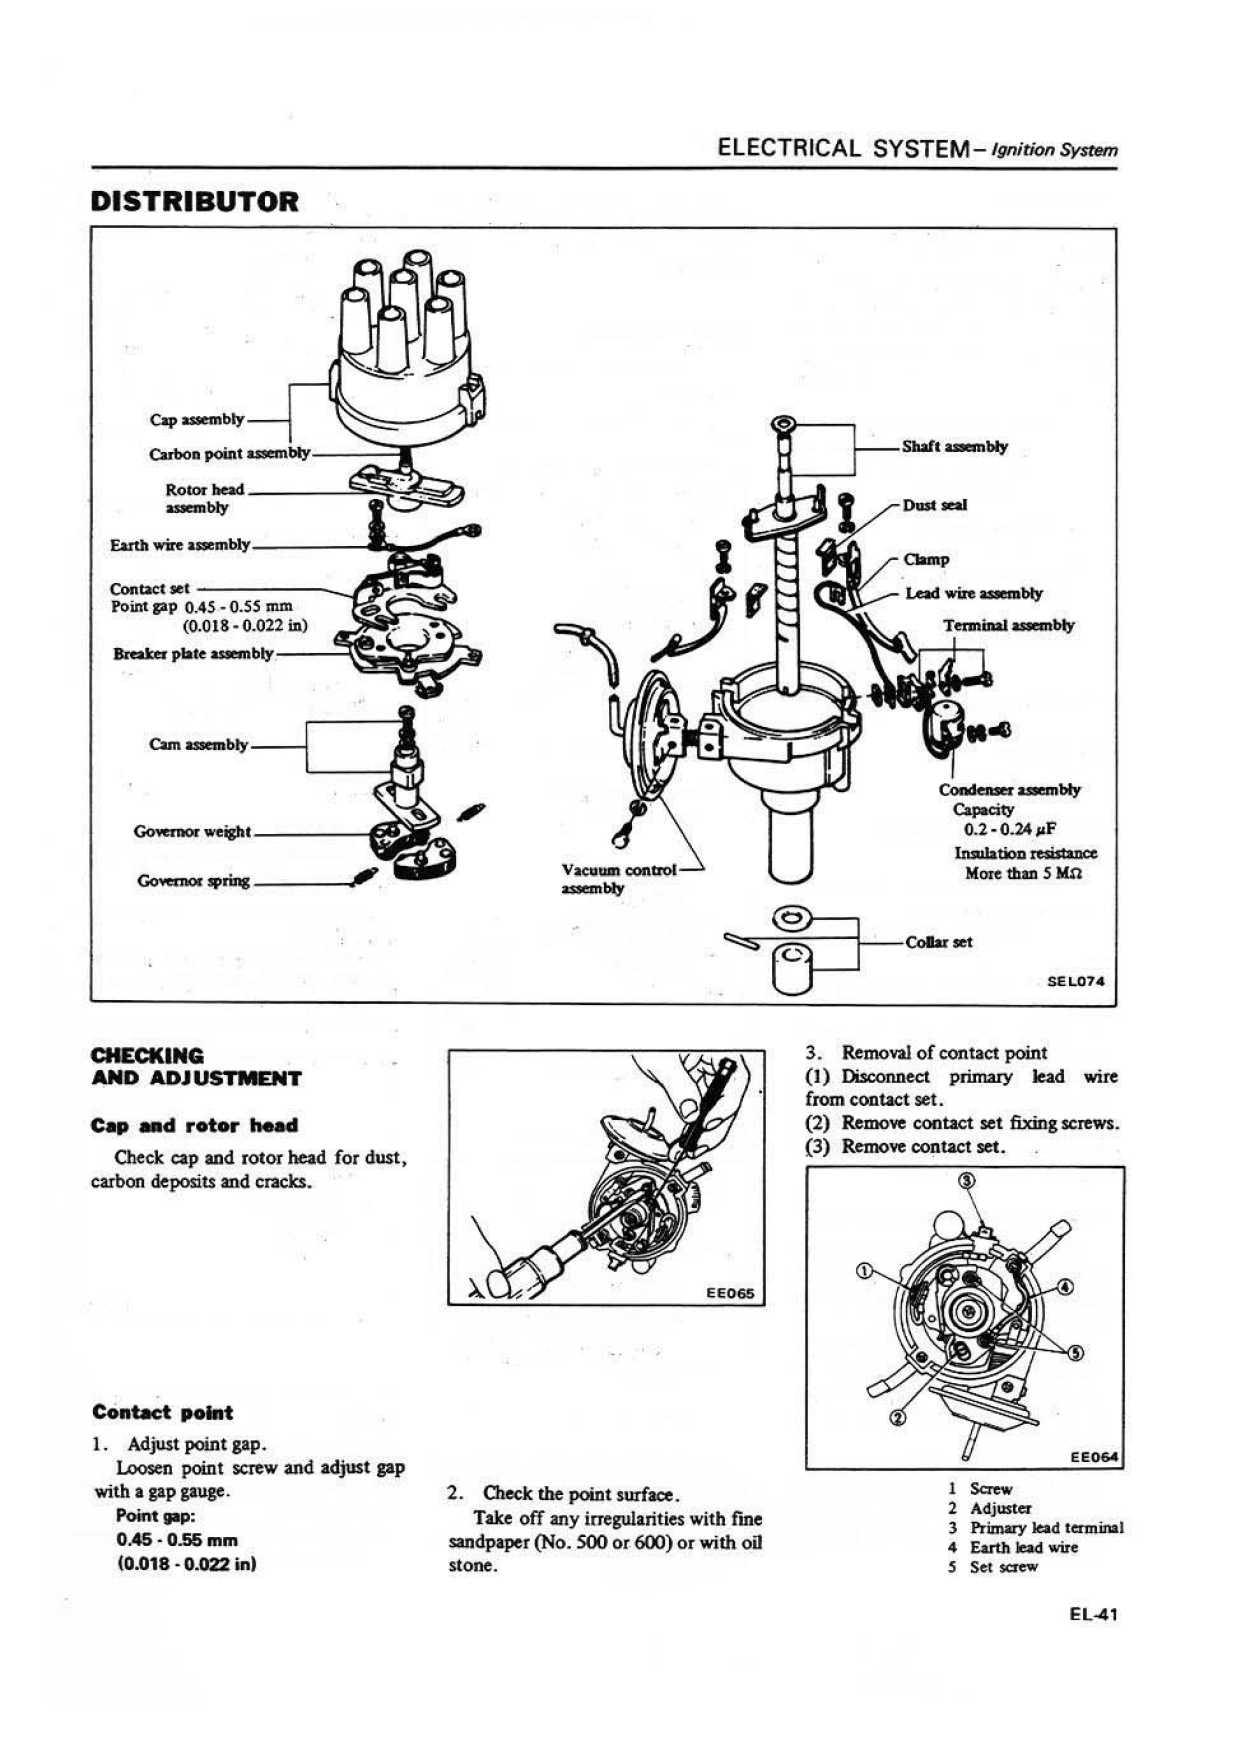 ELECTRICAL SYSTEM – Ignition System
DISTRIBUTOR
Cap assembly
Carbon point assembly
Rotor head
assembly
Earth wire assembly
Contact set
Point gap 0.45 - 0.55 mm
(0.018 - 0.022 in)
Breaker plate assembly
Cam assembly
Governor weight
Governor spring
Shaft assembly
Dust seal
Clamp
Lead wire assembly
Terminal assembly
Condenser assembly
Capacity
0.2 - 0.24 µF
Insulation resistance
More than 5 MΩ
Vacuum control
assembly
Collar set
SEL074
CHECKING
AND ADJUSTMENT
Cap and rotor head
Check cap and rotor head for dust,
carbon deposits and cracks.
Contact point
1. Adjust point gap.
Loosen point screw and adjust gap
with a gap gauge.
Point gap:
0.45 - 0.55 mm
(0.018 - 0.022 in)
EE065
2. Check the point surface.
Take off any irregularities with fine
sandpaper (No. 500 or 600) or with oil
stone.
3. Removal of contact point
(1) Disconnect primary lead wire
from contact set.
(2) Remove contact set fixing screws.
(3) Remove contact set.
3
1
4
5
2
EE064
1 Screw
2 Adjuster
3 Primary lead terminal
4 Earth lead wire
5 Set screw
EL-41